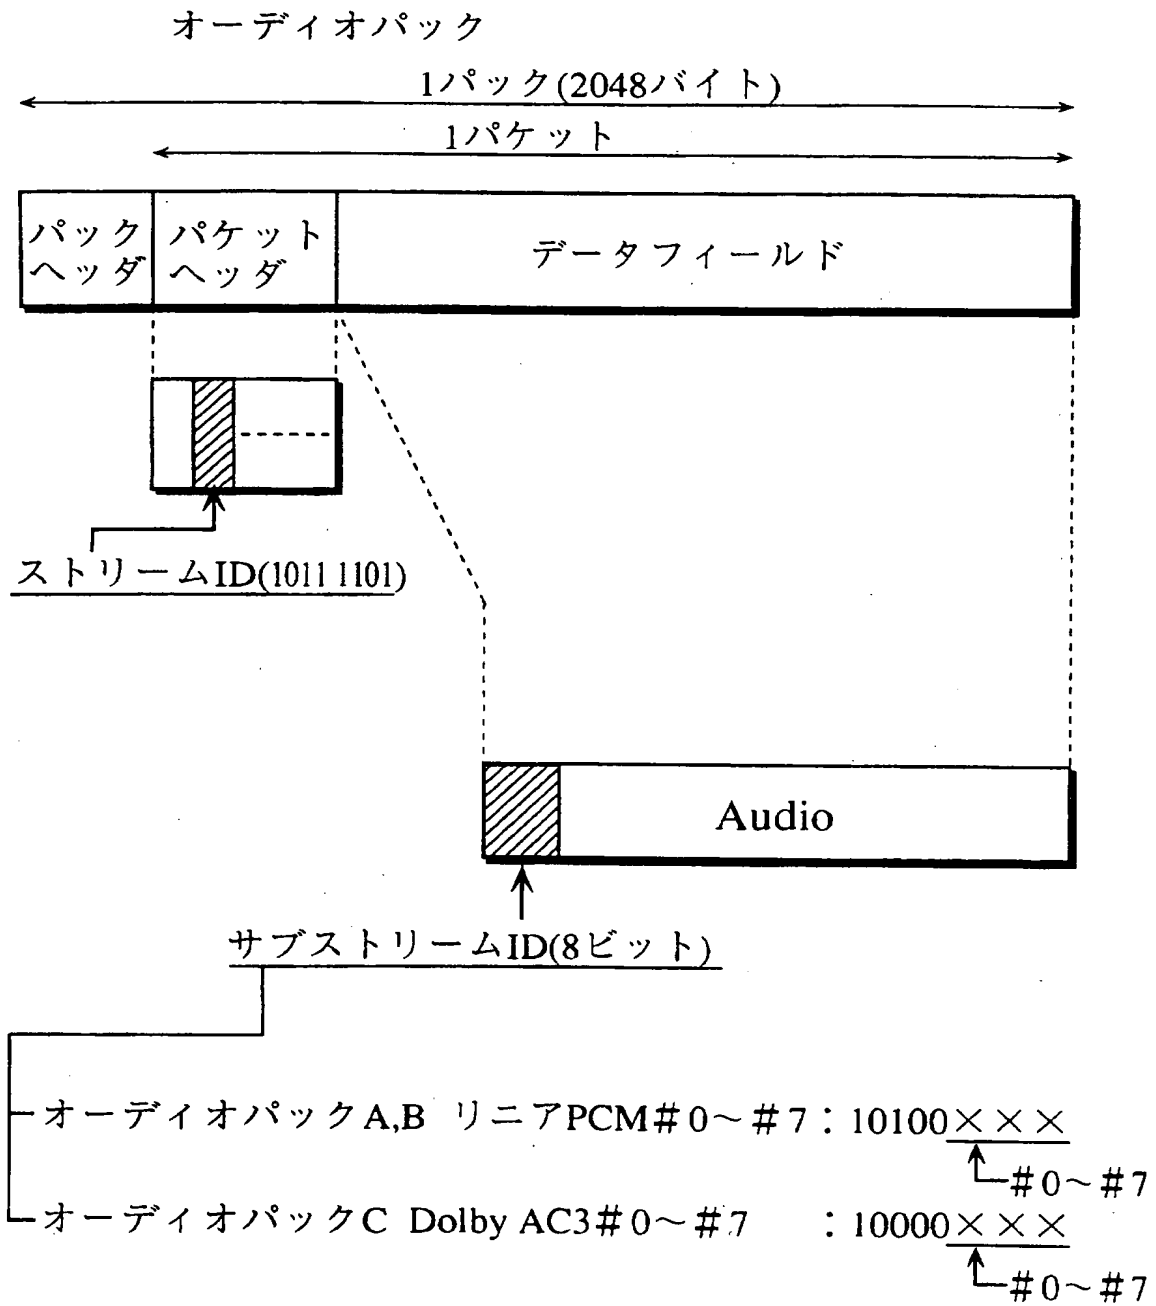 オーディオパック
1パック(2048バイト)
1パケット
パック
ヘッダ
パケット
ヘッダ
データフィールド
ストリームID(1011 1101)
Audio
サブストリームID(8ビット)
オーディオパックA,B リニアPCM#0～#7：10100×××
#0～#7
オーディオパックC Dolby AC3#0～#7 ：10000×××
#0～#7